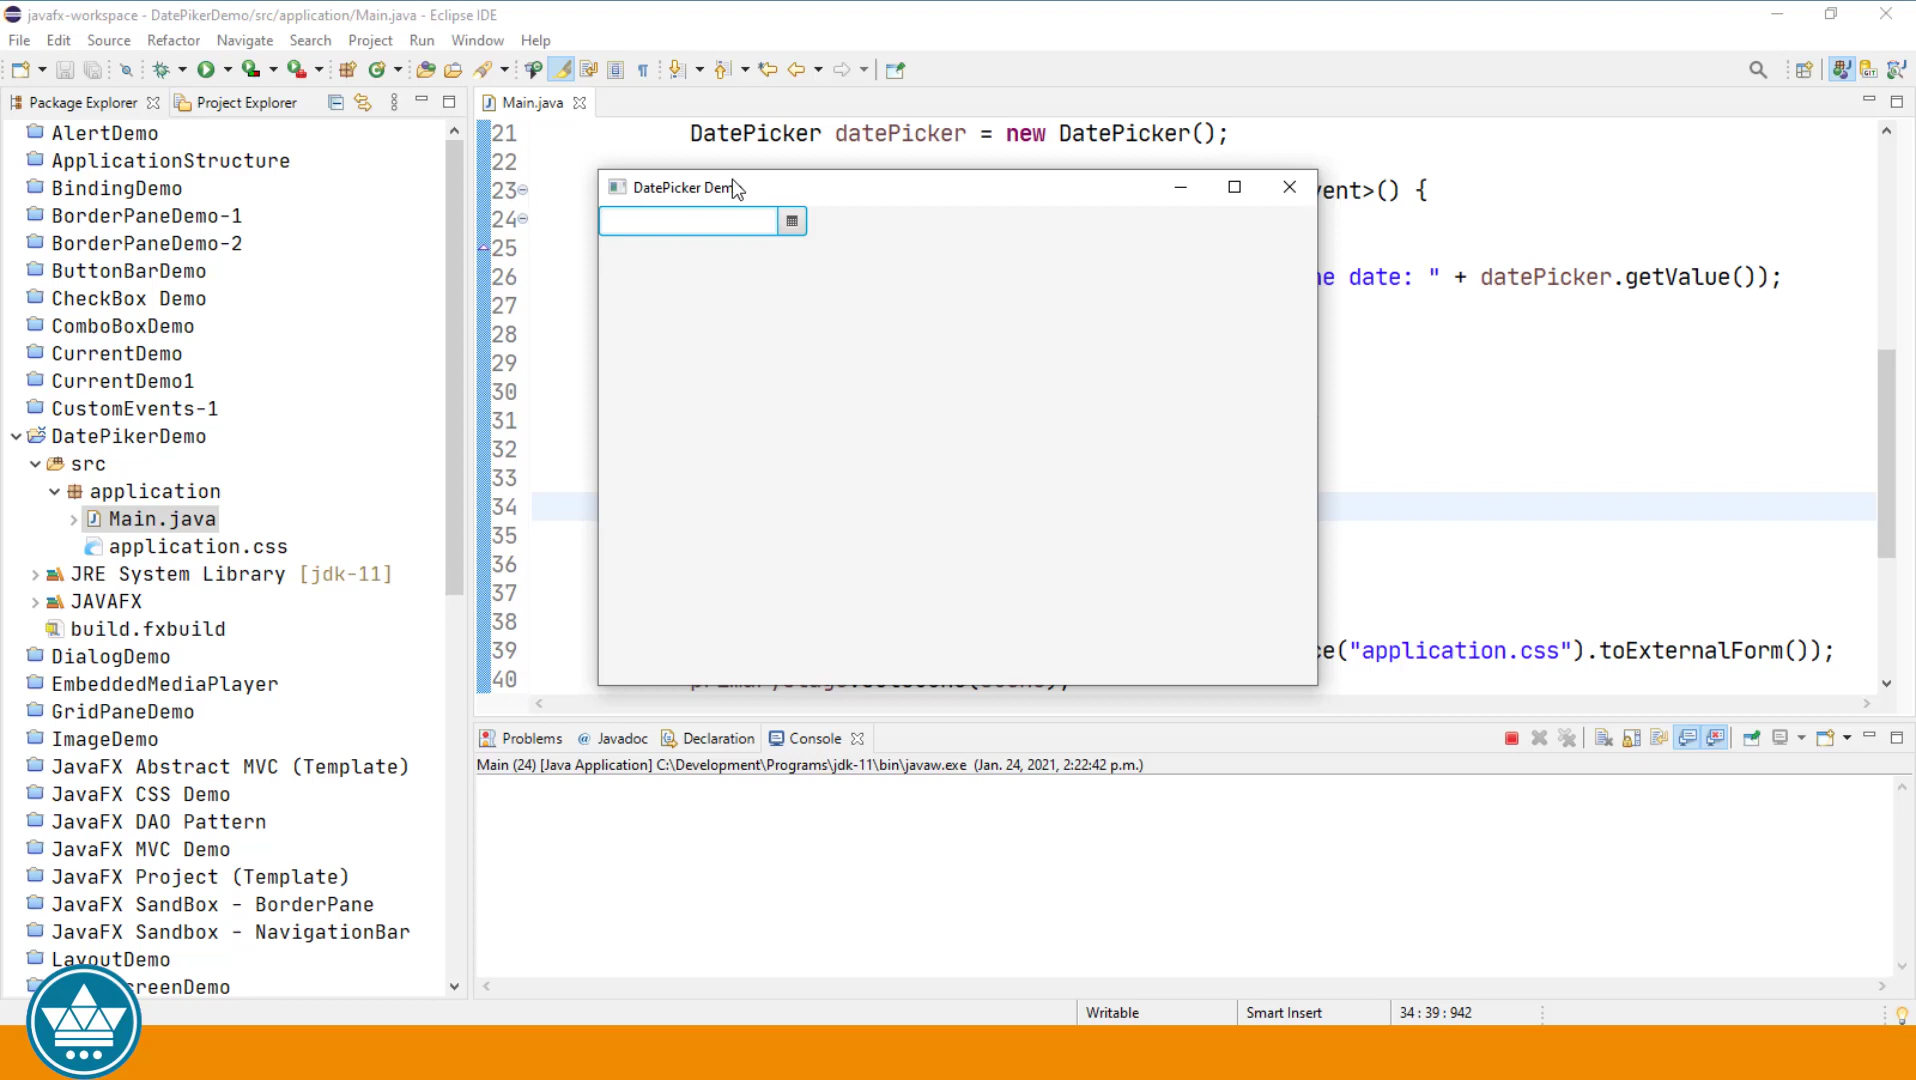 javafx-workspace - DatePikerDemo/src/application/Main.java - Eclipse IDE
File Edit Source Refactor Navigate Search Project Run Window Help
Package Explorer Project Explorer
AlertDemo
ApplicationStructure
BindingDemo
BorderPaneDemo-1
BorderPaneDemo-2
ButtonBarDemo
CheckBox Demo
ComboBoxDemo
CurrentDemo
CurrentDemo1
CustomEvents-1
DatePikerDemo
src
application
Main.java
application.css
JRE System Library [jdk-11]
JAVAFX
build.fxbuild
DialogDemo
EmbeddedMediaPlayer
GridPaneDemo
ImageDemo
JavaFX Abstract MVC (Template)
JavaFX CSS Demo
JavaFX DAO Pattern
JavaFX MVC Demo
JavaFX Project (Template)
JavaFX SandBox - BorderPane
JavaFX Sandbox - NavigationBar
LayoutDemo
reenDemo
Main.java
21 DatePicker datePicker = new DatePicker();
22
23 vent>() {
24
25
26 ne date: " + datePicker.getValue());
27
28
29
30
31
32
33
34
35
36
37
38
39 ce("application.css").toExternalForm());
40
DatePicker Dem
Problems Javadoc Declaration Console
Main (24) [Java Application] C:\Development\Programs\jdk-11\bin\javaw.exe (Jan. 24, 2021, 2:22:42 p.m.)
Writable Smart Insert 34 : 39 : 942